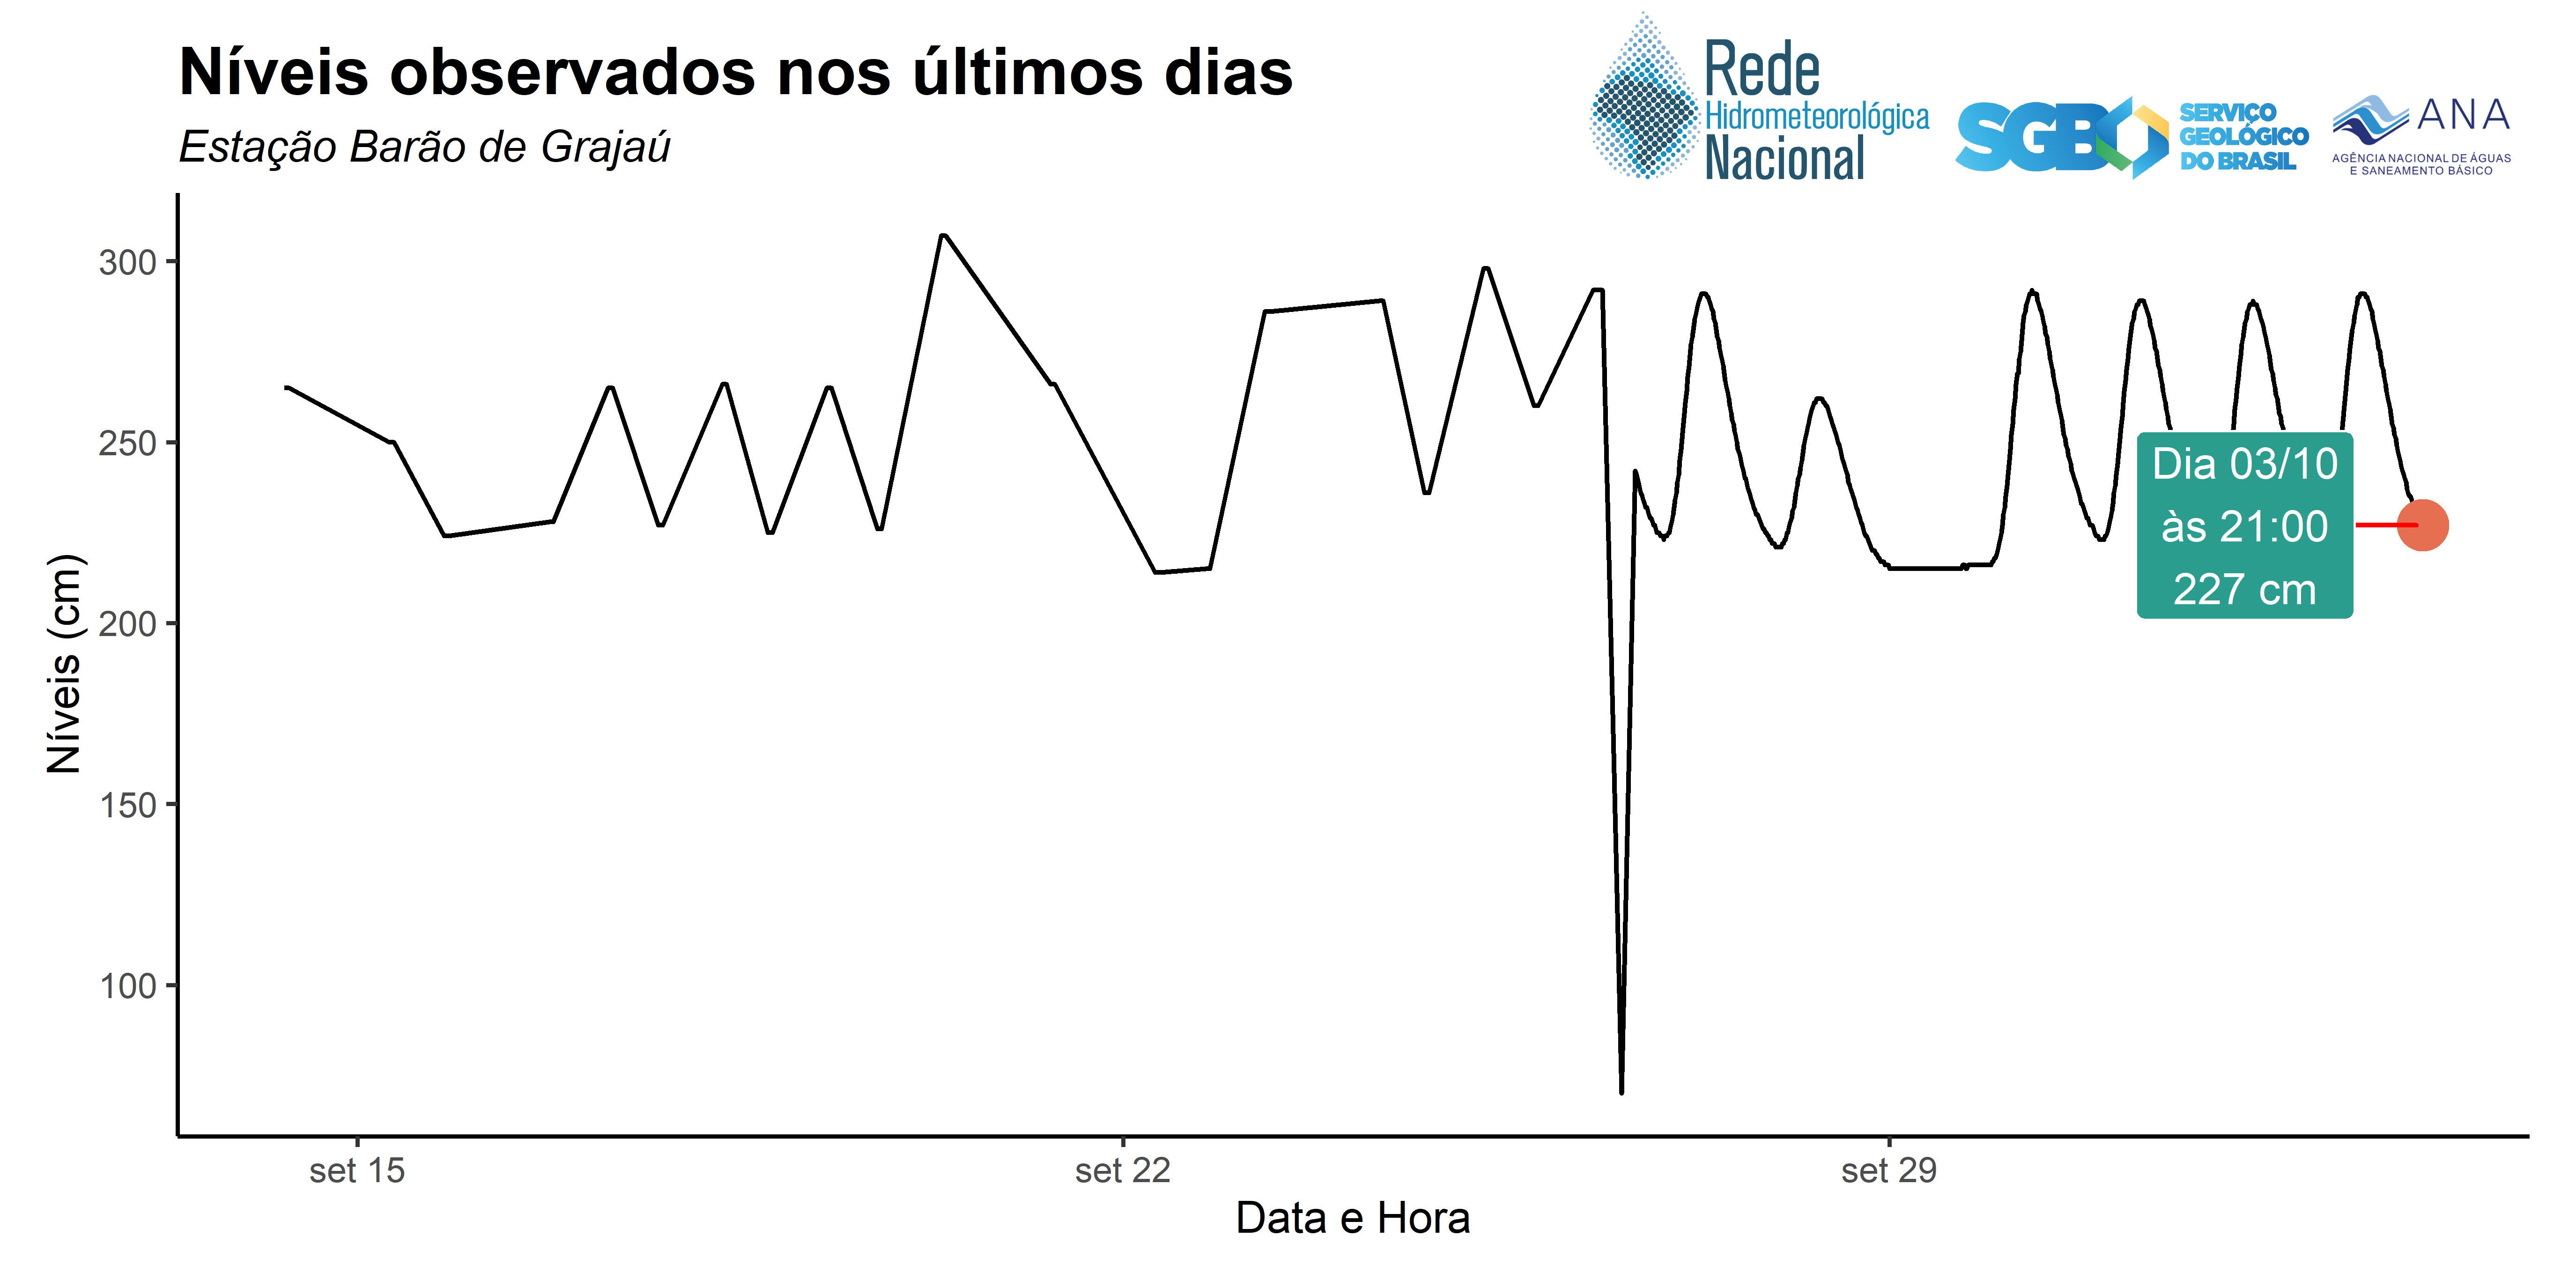 Níveis observados nos últimos dias
Estação Barão de Grajaú
Rede
Hidrometeorológica
Nacional
SGB
SERVIÇO
GEOLÓGICO
DO BRASIL
ANA
AGÊNCIA NACIONAL DE ÁGUAS
E SANEAMENTO BÁSICO
Níveis (cm)
300
250
200
150
100
Dia 03/10
às 21:00
227 cm
set 15
set 22
set 29
Data e Hora